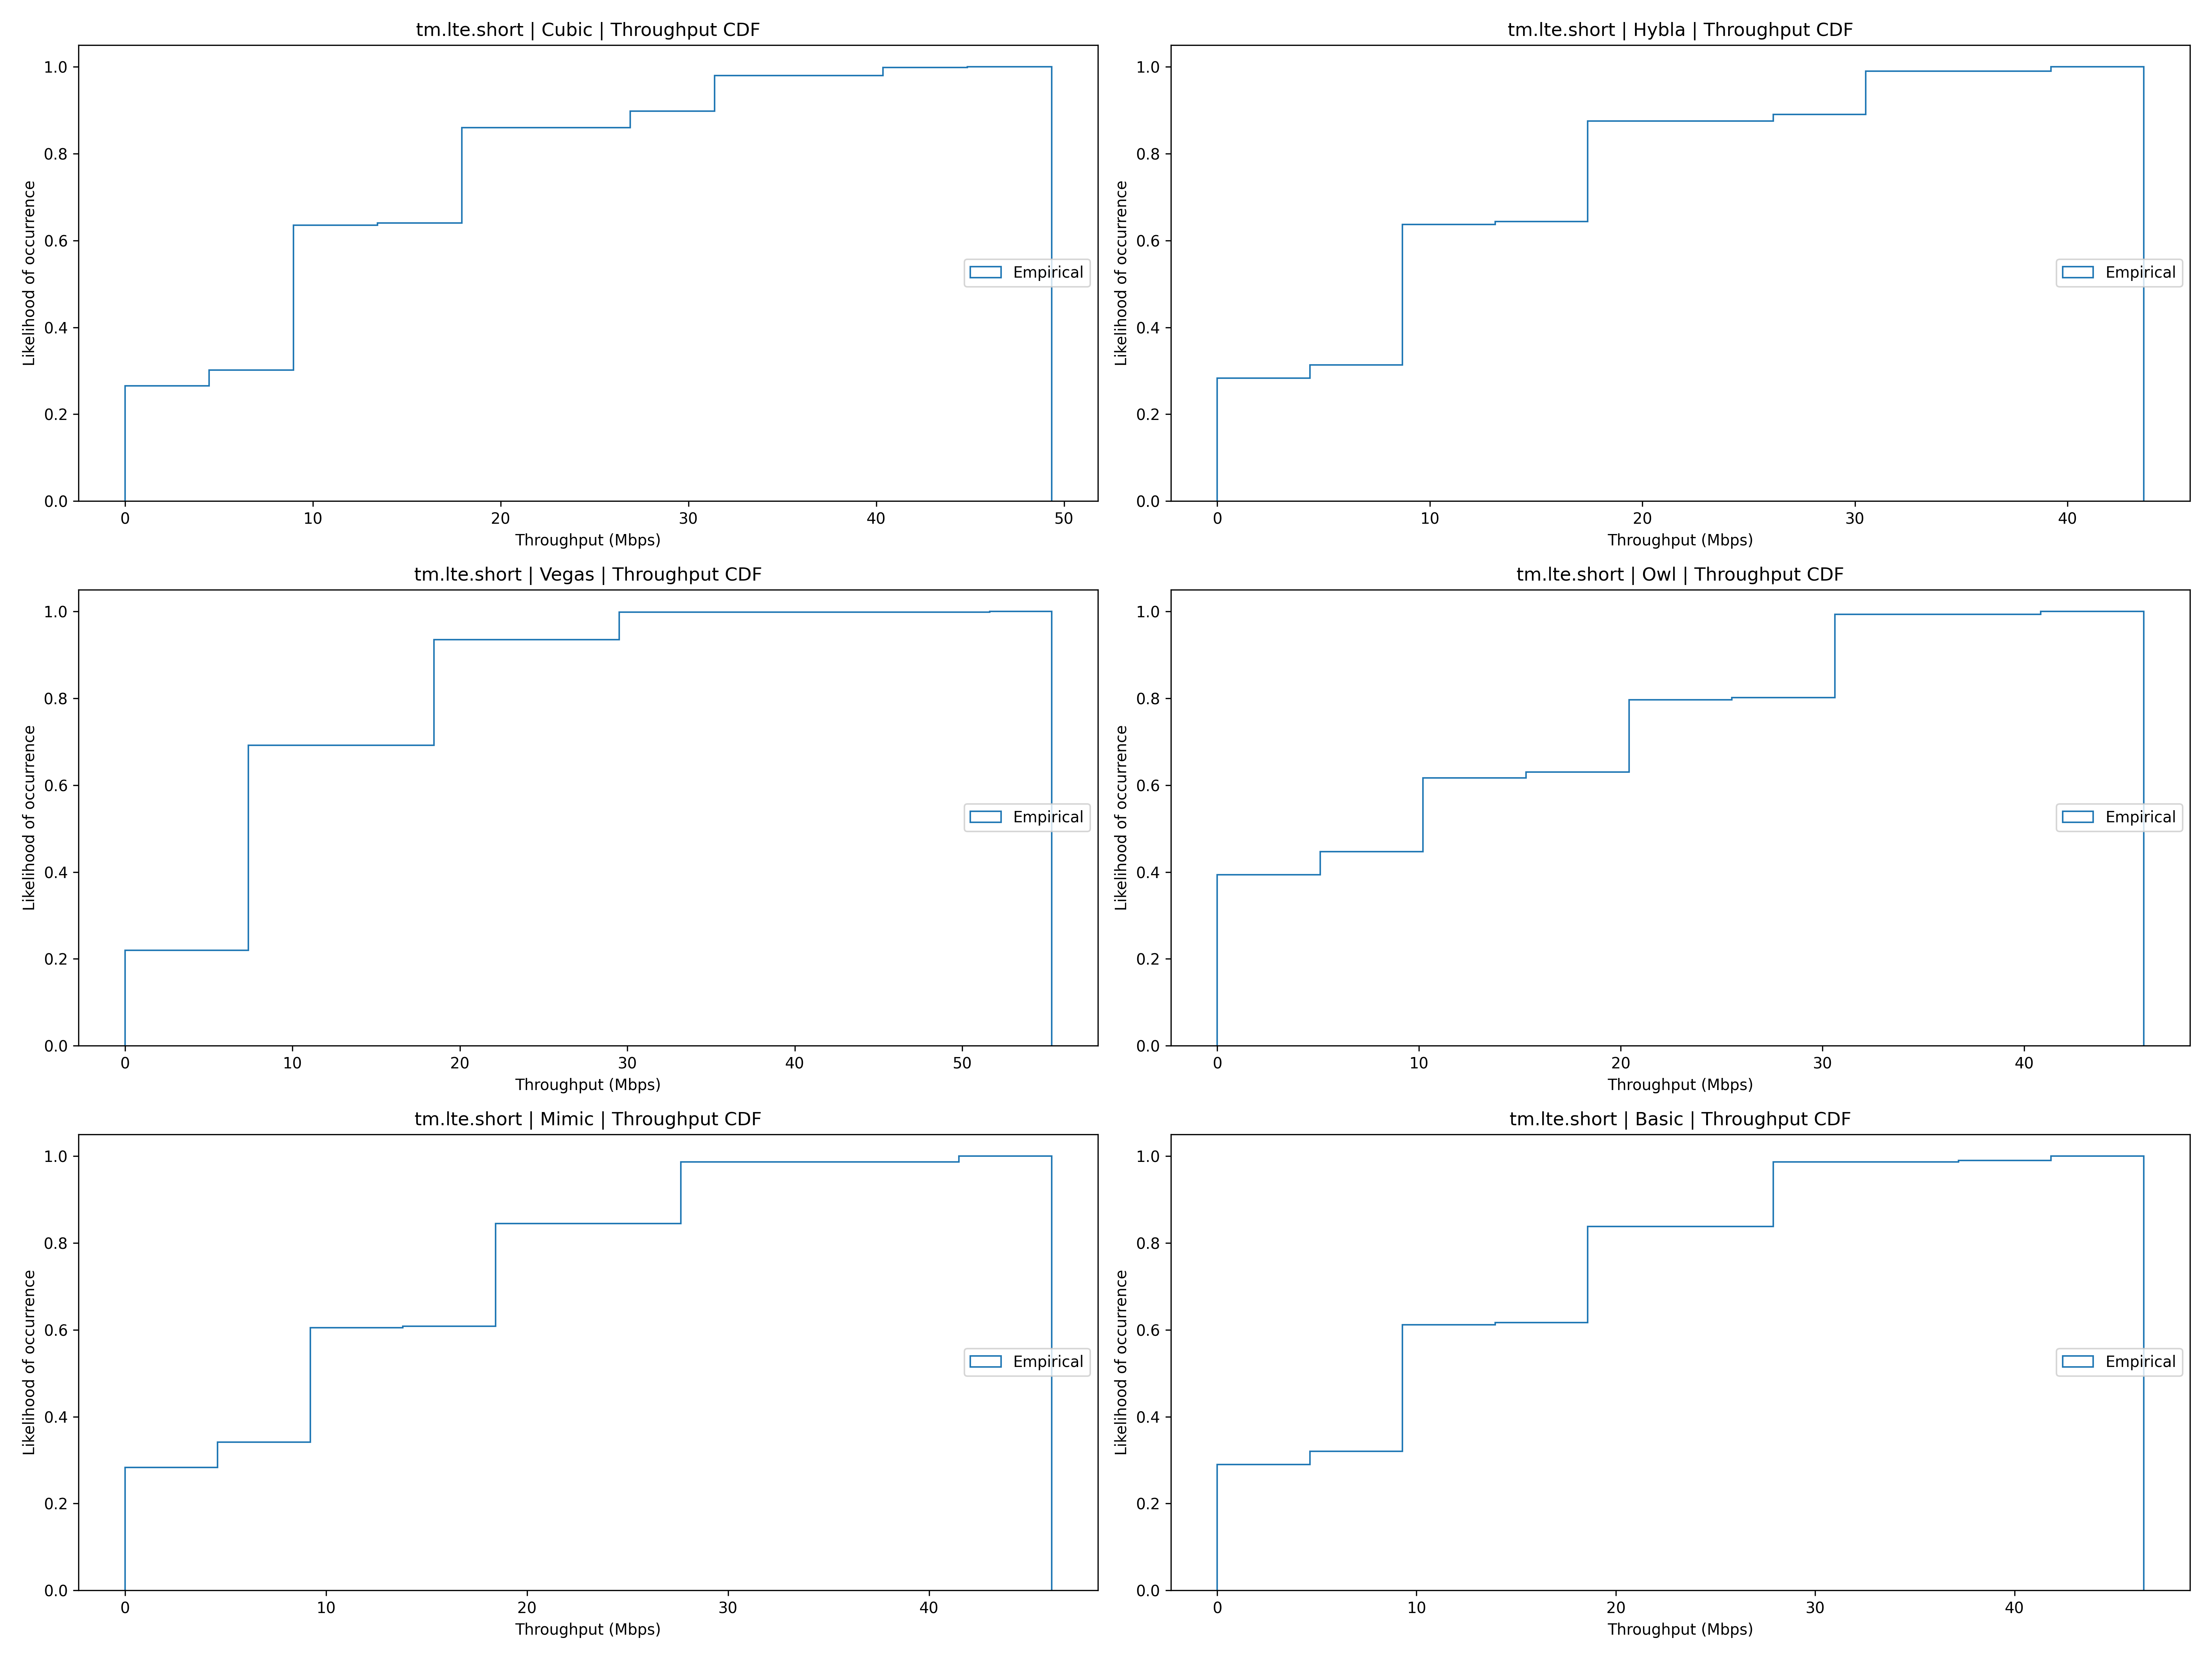 tm.lte.short | Cubic | Throughput CDF
1.0
0.8
0.6
0.4
0.2
0.0
Likelihood of occurrence
Empirical
0 10 20 30 40 50
Throughput (Mbps)
tm.lte.short | Hybla | Throughput CDF
1.0
0.8
0.6
0.4
0.2
0.0
Likelihood of occurrence
Empirical
0 10 20 30 40
Throughput (Mbps)
tm.lte.short | Vegas | Throughput CDF
1.0
0.8
0.6
0.4
0.2
0.0
Likelihood of occurrence
Empirical
0 10 20 30 40 50
Throughput (Mbps)
tm.lte.short | Owl | Throughput CDF
1.0
0.8
0.6
0.4
0.2
0.0
Likelihood of occurrence
Empirical
0 10 20 30 40
Throughput (Mbps)
tm.lte.short | Mimic | Throughput CDF
1.0
0.8
0.6
0.4
0.2
0.0
Likelihood of occurrence
Empirical
0 10 20 30 40
Throughput (Mbps)
tm.lte.short | Basic | Throughput CDF
1.0
0.8
0.6
0.4
0.2
0.0
Likelihood of occurrence
Empirical
0 10 20 30 40
Throughput (Mbps)